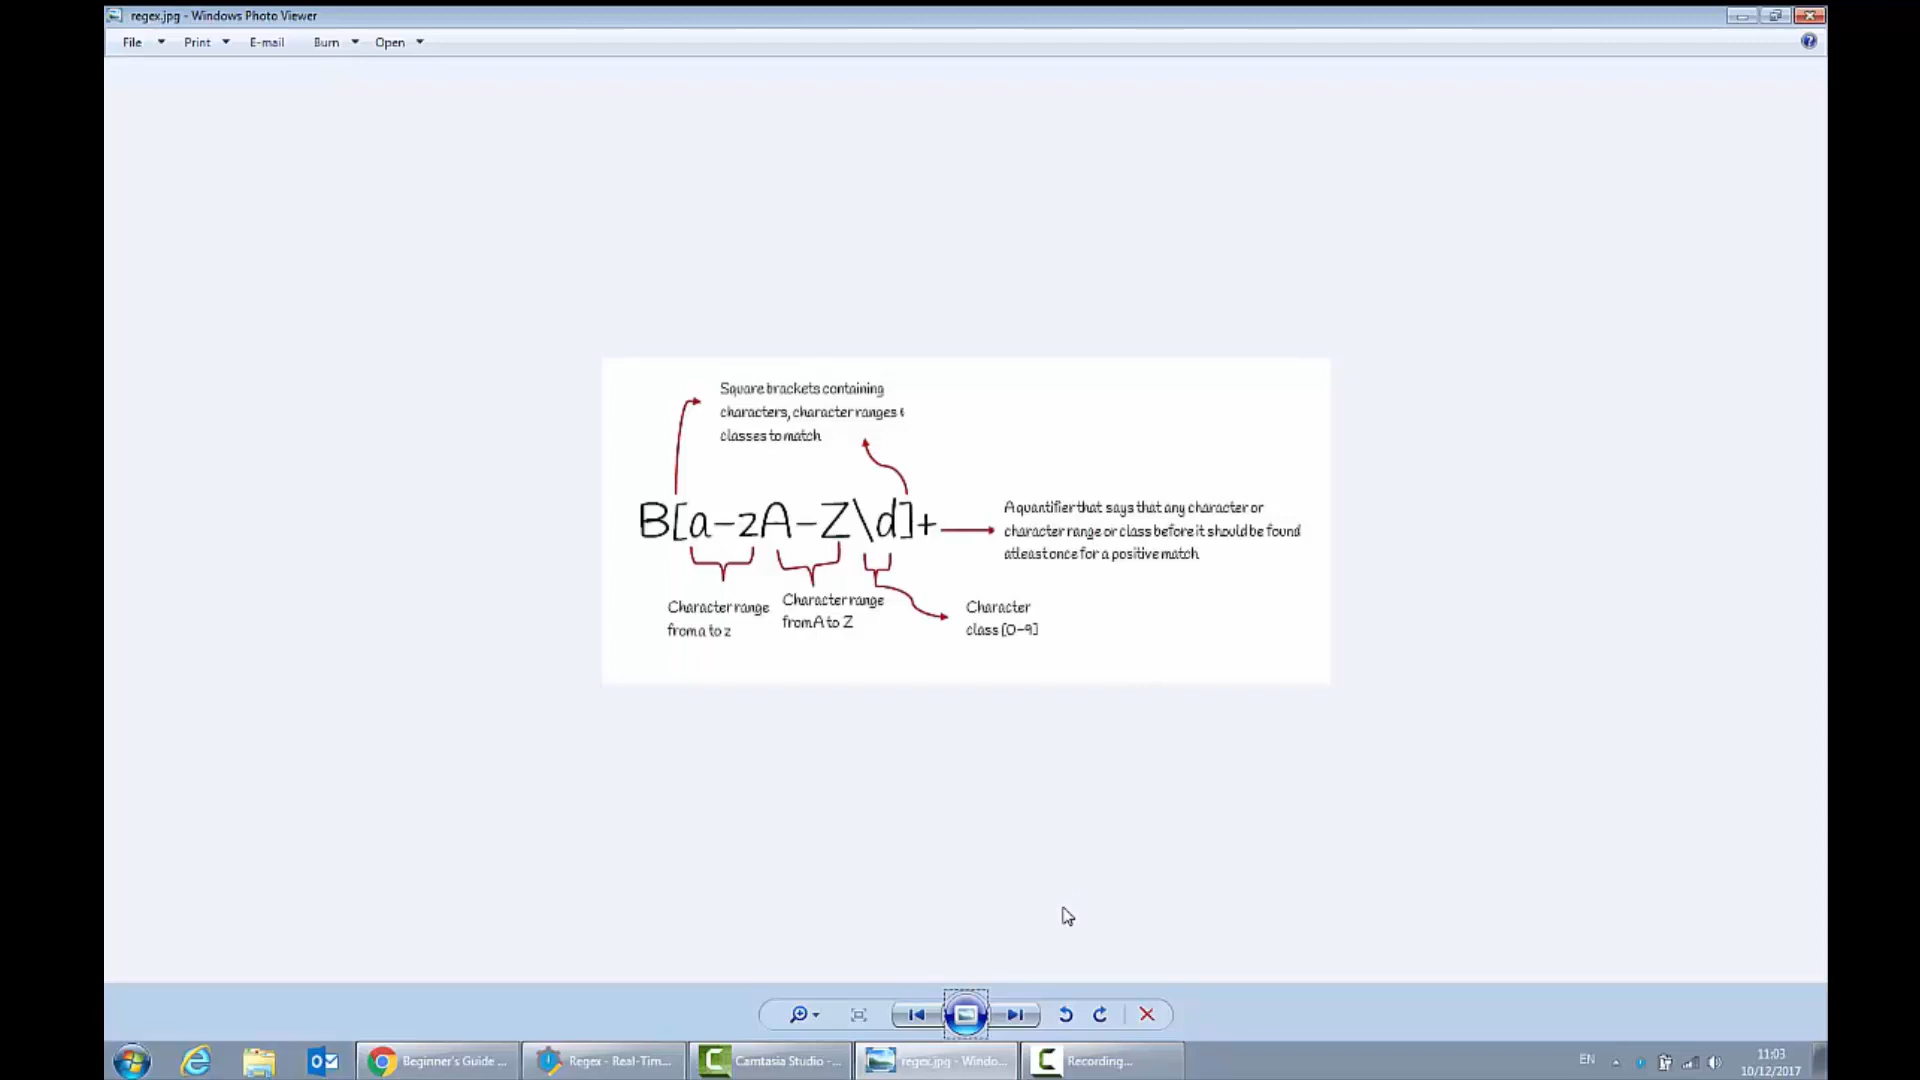 regex.jpg - Windows Photo Viewer
File Print E-mail Burn Open
Square brackets containing
characters, character ranges &
classes to match
B[a-zA-Z\d]+
A quantifier that says that any character or
character range or class before it should be found
atleast once for a positive match
Character range
from a to z
Character range
from A to Z
Character
class [0-9]
Beginner's Guide ...
Regex - Real-Tim...
Camtasia Studio -...
regex.jpg - Windo...
Recording...
EN
11:03
10/12/2017